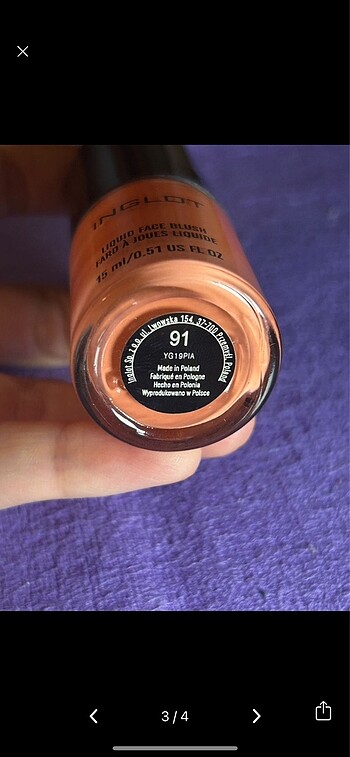 INGLOT
LIQUID FACE BLUSH
FARD À JOUES LIQUIDE
15 ml/0.51 US FL OZ
Inglot Sp. z o.o. ul. Lwowska 154, 37-700 Przemyśl, Poland
91
YG19PIA
Made in Poland
Fabriqué en Pologne
Hecho en Polonia
Wyprodukowano w Polsce
3/4